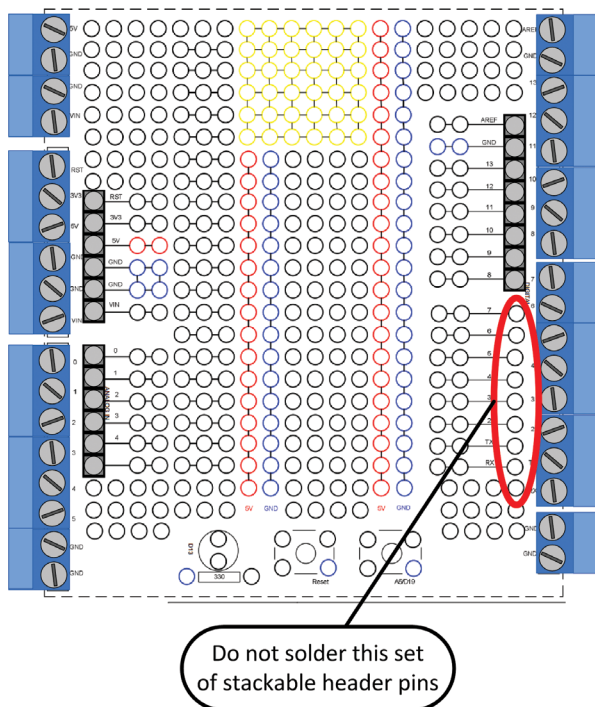 5V
GND
GND
VIN
AREF
GND
13
12
11
10
9
8
7
6
RST
3V3
5V
GND
GND
VIN
RST
3V3
5V
GND
GND
VIN
AREF
GND
13
12
11
10
9
8
DIGITAL
7
6
5
4
3
2
TX
RX
0
1
2
3
4
ANALOG IN
0
1
2
3
4
5
GND
GND
3
2
GND
GND
5V
GND
5V
GND
D13
330
Reset
A5/D19
Do not solder this set
of stackable header pins